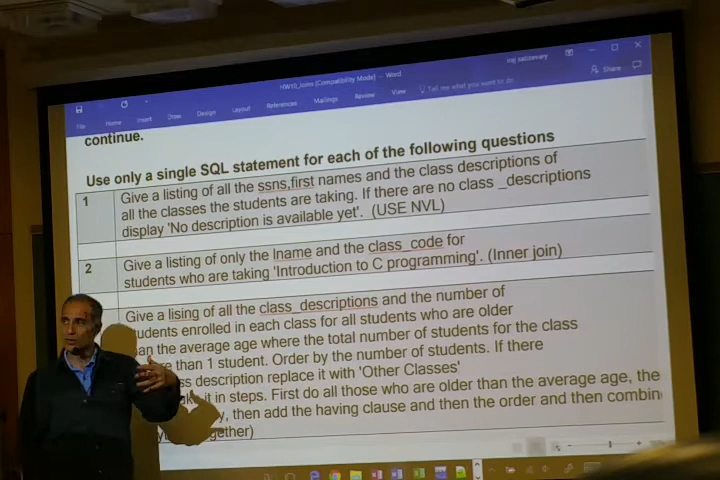 HW10_Joins (Compatibility Mode) - Word
File Home Insert Draw Design Layout References Mailings Review View Tell me what you want to do
Share
continue.
Use only a single SQL statement for each of the following questions
1 Give a listing of all the ssns,first names and the class descriptions of
all the classes the students are taking. If there are no class _descriptions
display 'No description is available yet'. (USE NVL)
2 Give a listing of only the lname and the class_code for
students who are taking 'Introduction to C programming'. (Inner join)
Give a lising of all the class_descriptions and the number of
students enrolled in each class for all students who are older
than the average age where the total number of students for the class
than 1 student. Order by the number of students. If there
description replace it with 'Other Classes'
it in steps. First do all those who are older than the average age, the
then add the having clause and then the order and then combin